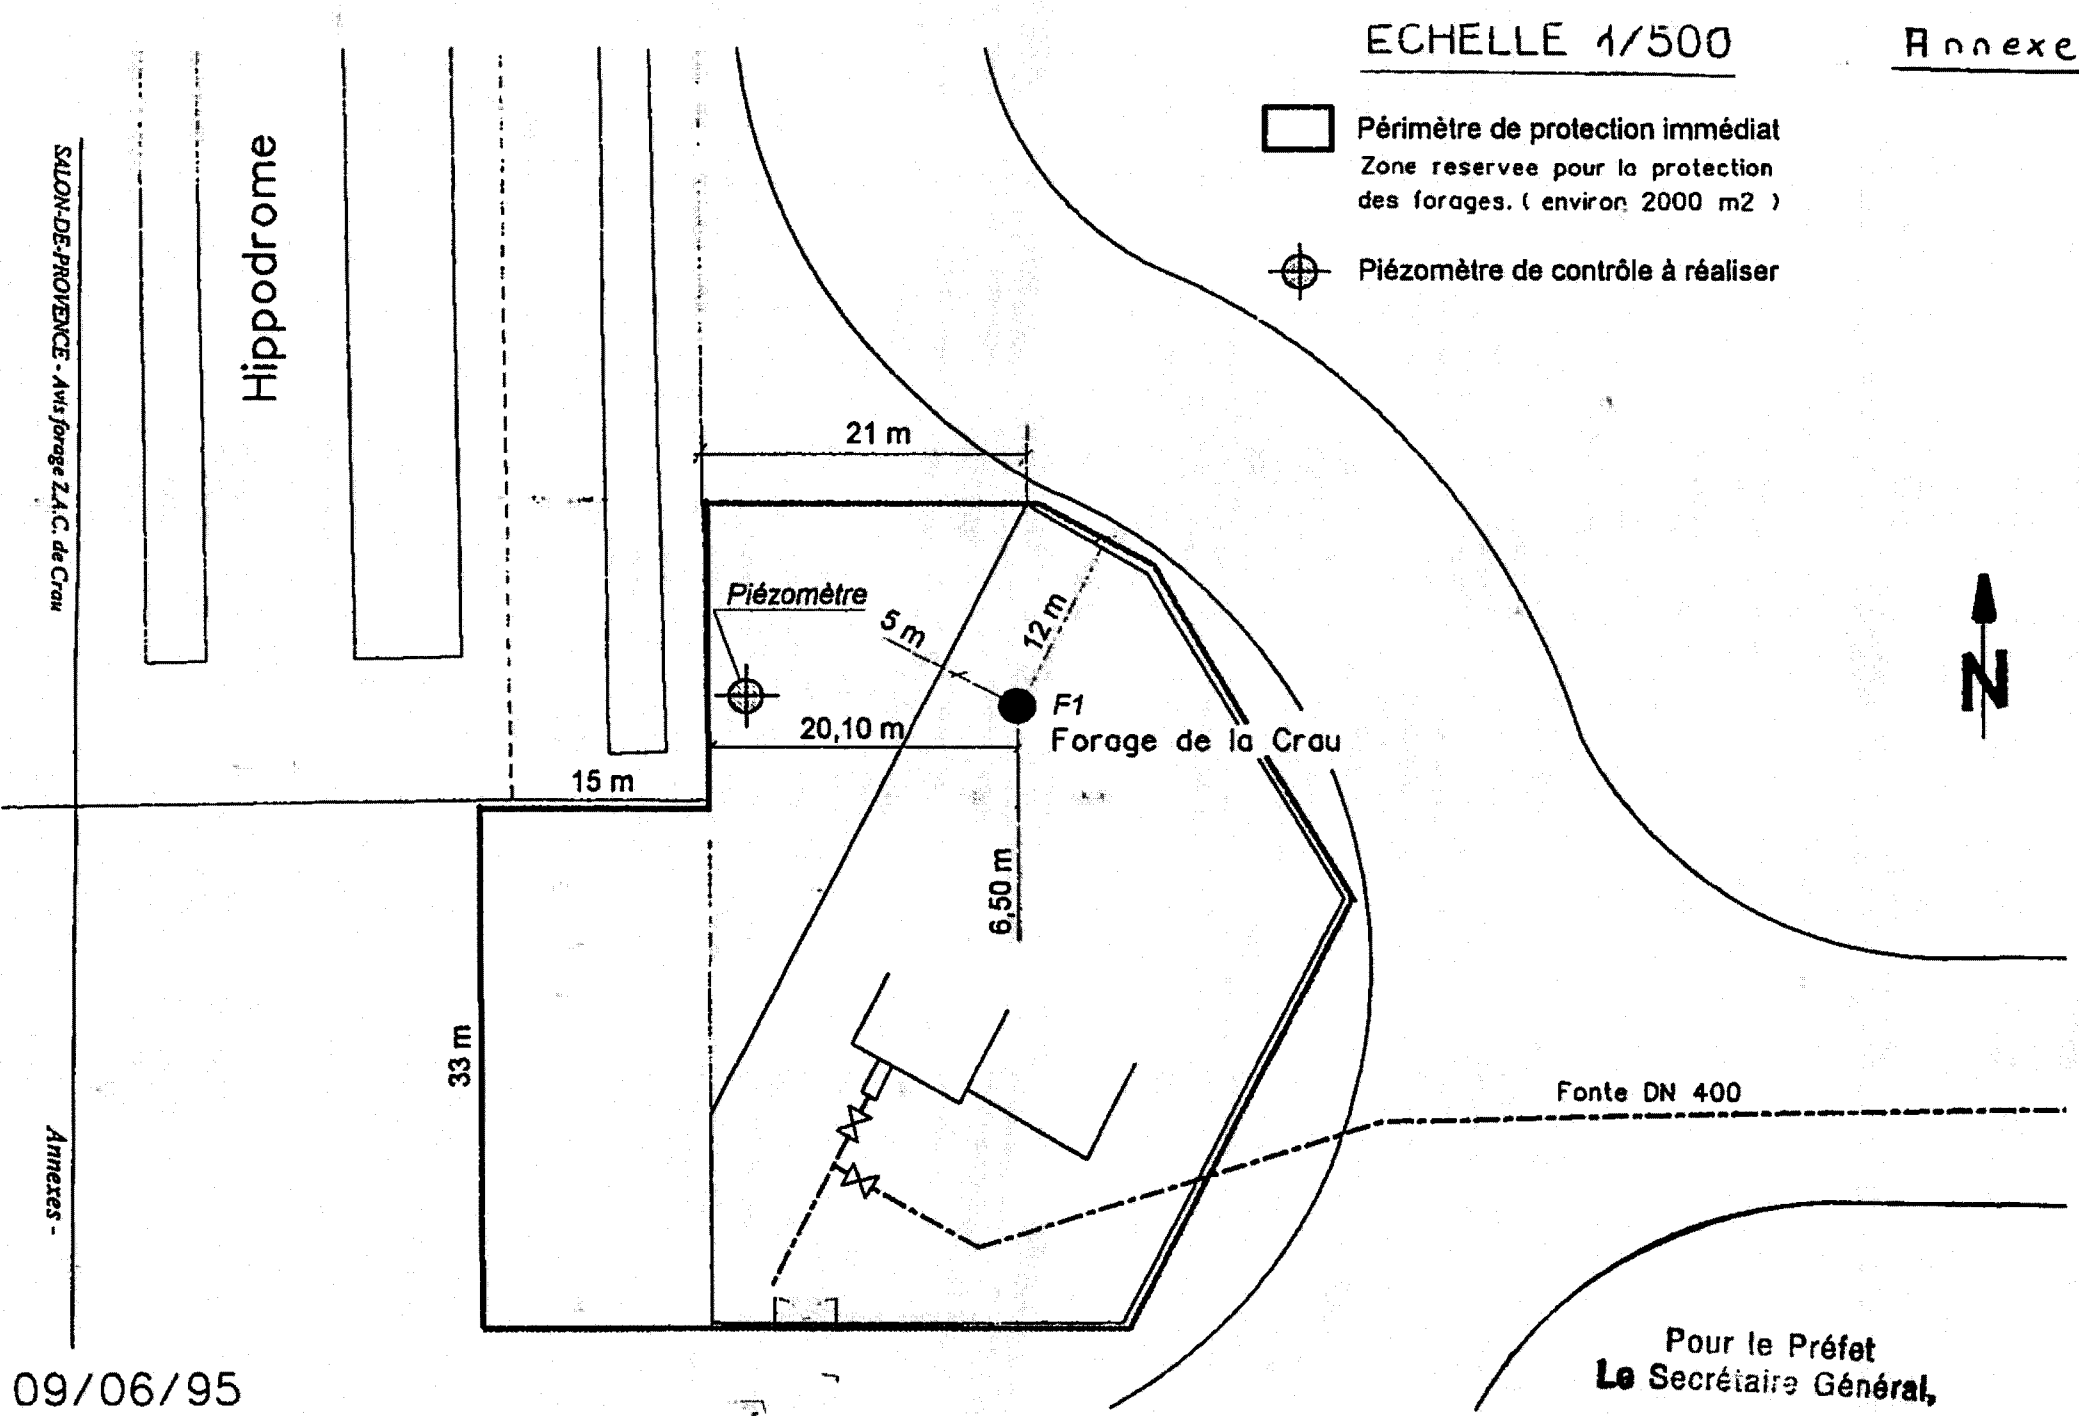 ECHELLE 1/500
Annexe
Périmètre de protection immédiat
Zone reservee pour la protection
des forages. ( environ 2000 m2 )
Piézomètre de contrôle à réaliser
SALON-DE-PROVENCE - Avis forage Z.A.C. de Crau
Hippodrome
21 m
Piézomètre
5 m
12 m
F1
Forage de la Crau
20,10 m
15 m
6,50 m
33 m
N
Fonte DN 400
Annexes -
Pour le Préfet
Le Secrétaire Général,
09/06/95